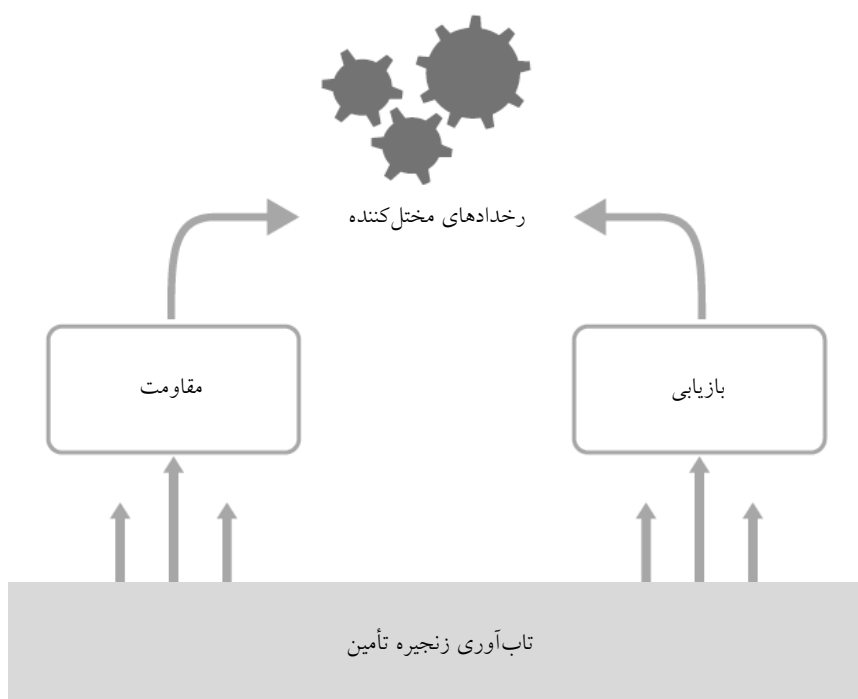 رخدادهای مختل‌کننده
بازیابی
مقاومت
تاب‌آوری زنجیره تأمین